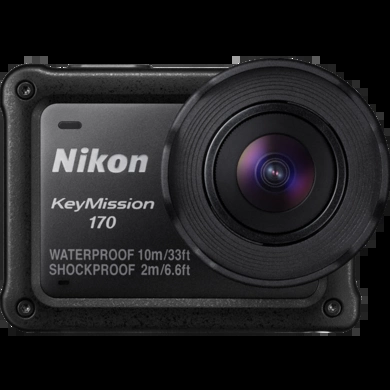 Nikon
KeyMission
170
WATERPROOF 10m/33ft
SHOCKPROOF 2m/6.6ft